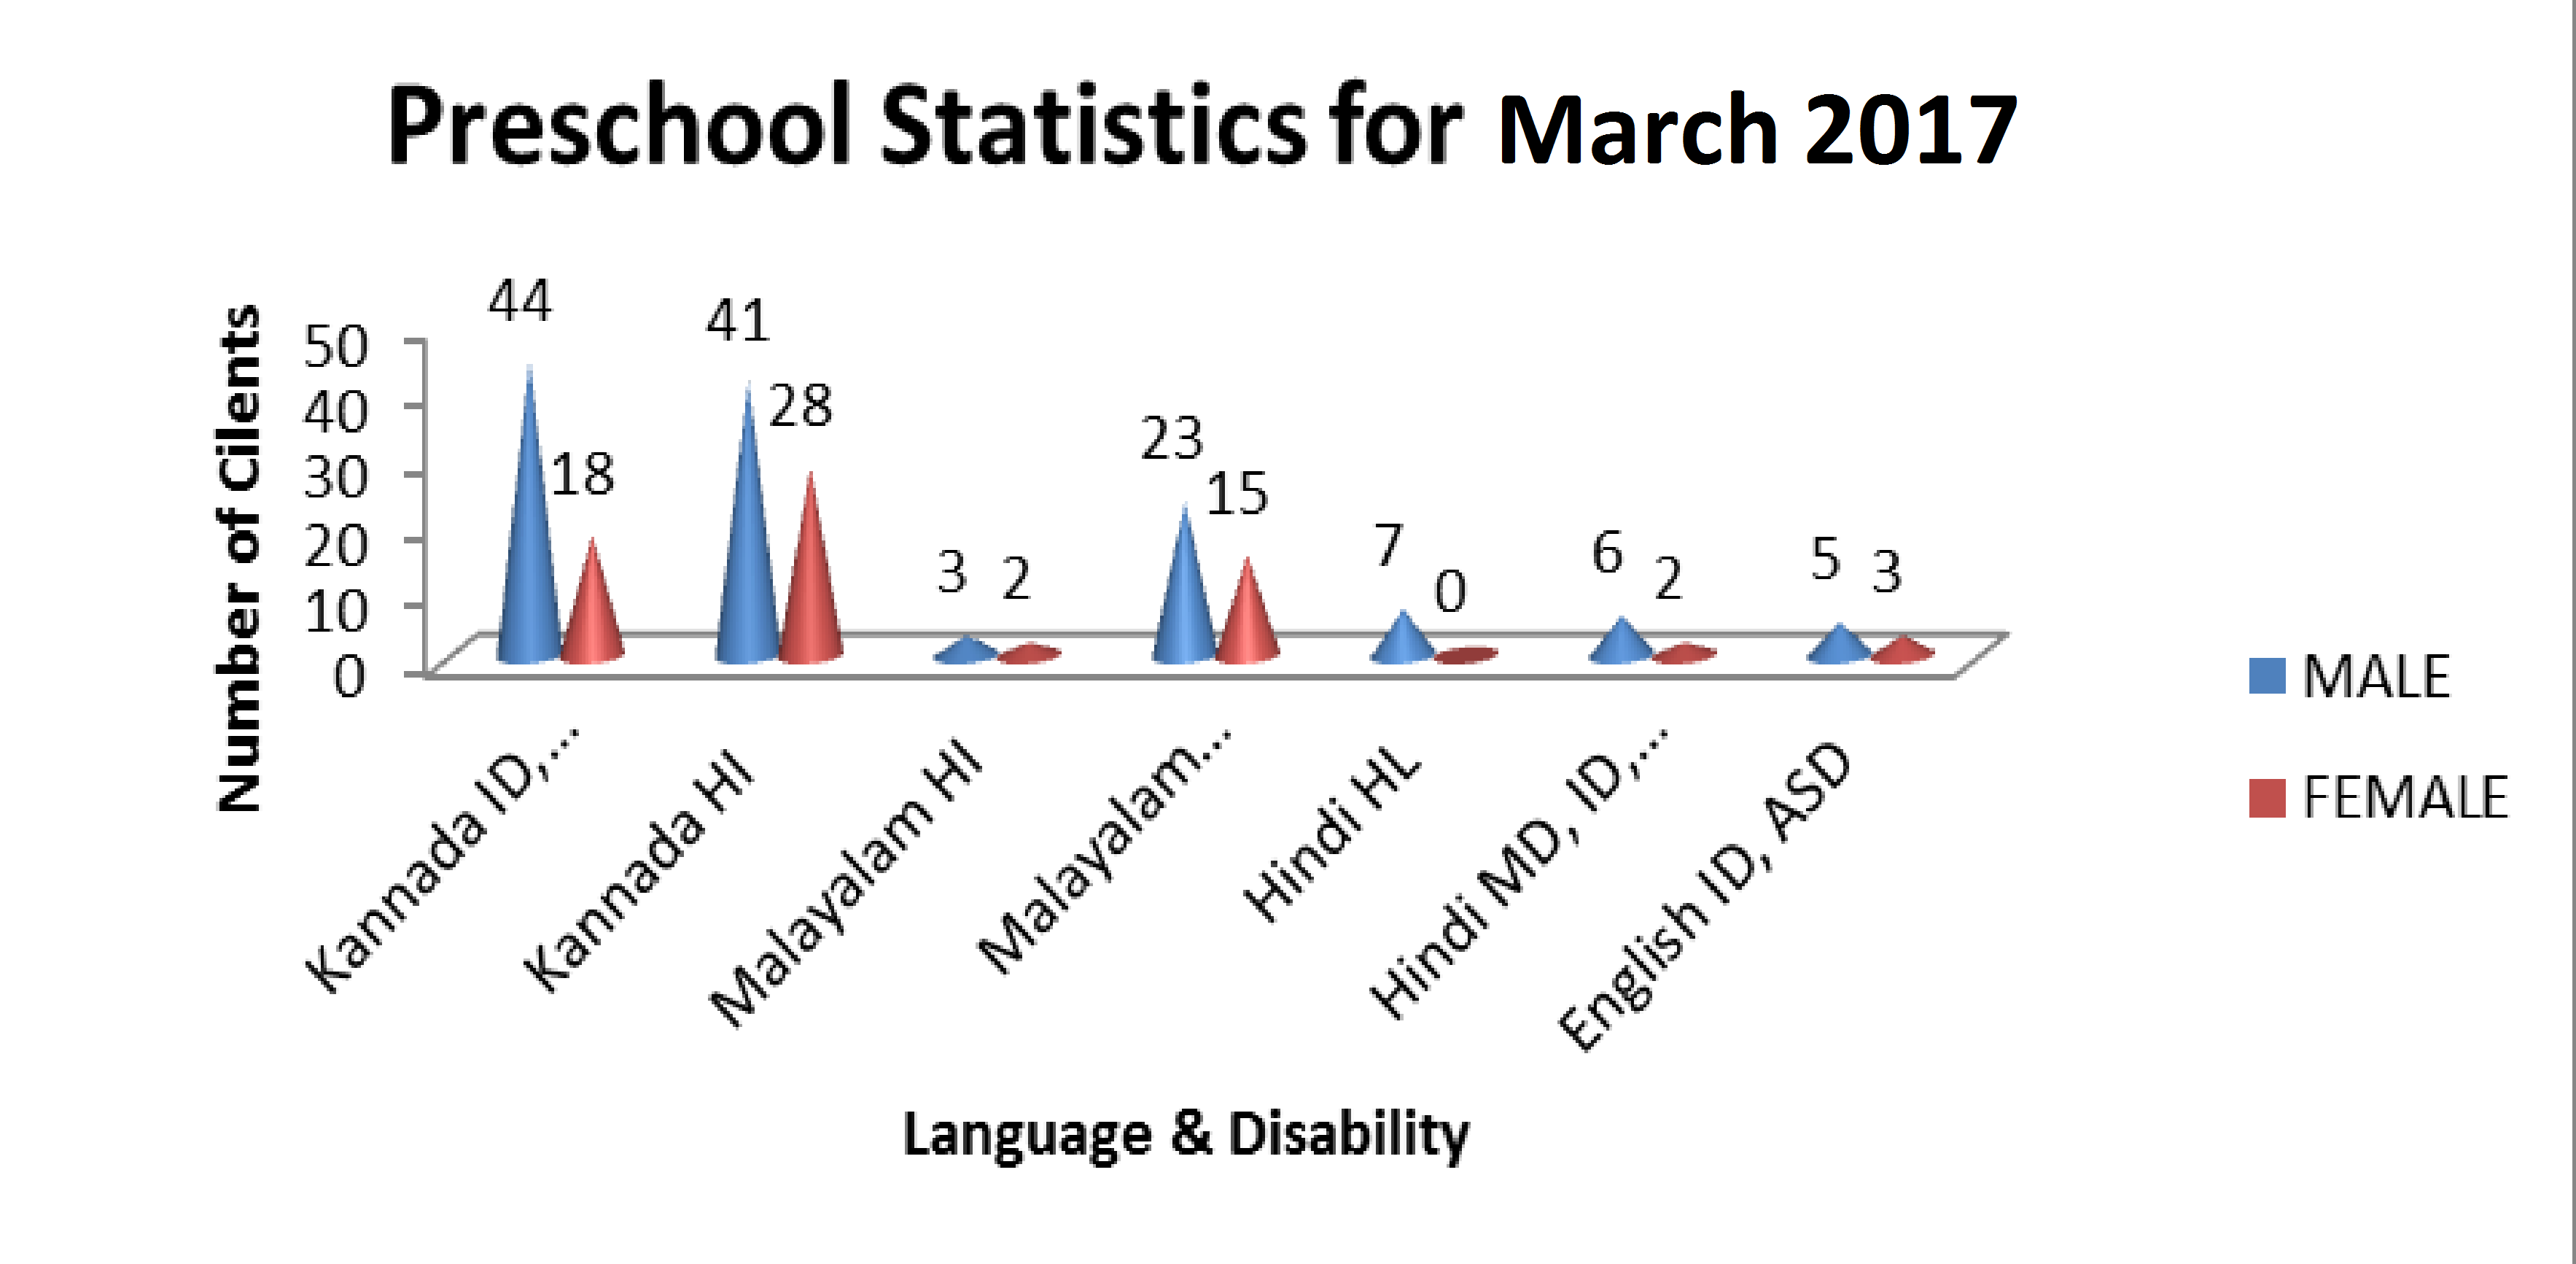 Preschool Statistics for March 2017
Number of Cilents
50
40
30
20
10
0
44
18
41
28
3
2
23
15
7
0
6
2
5
3
Kannada ID,...
Kannada HI
Malayalam HI
Malayalam...
Hindi HL
Hindi MD, ID,...
English ID, ASD
Language & Disability
MALE
FEMALE